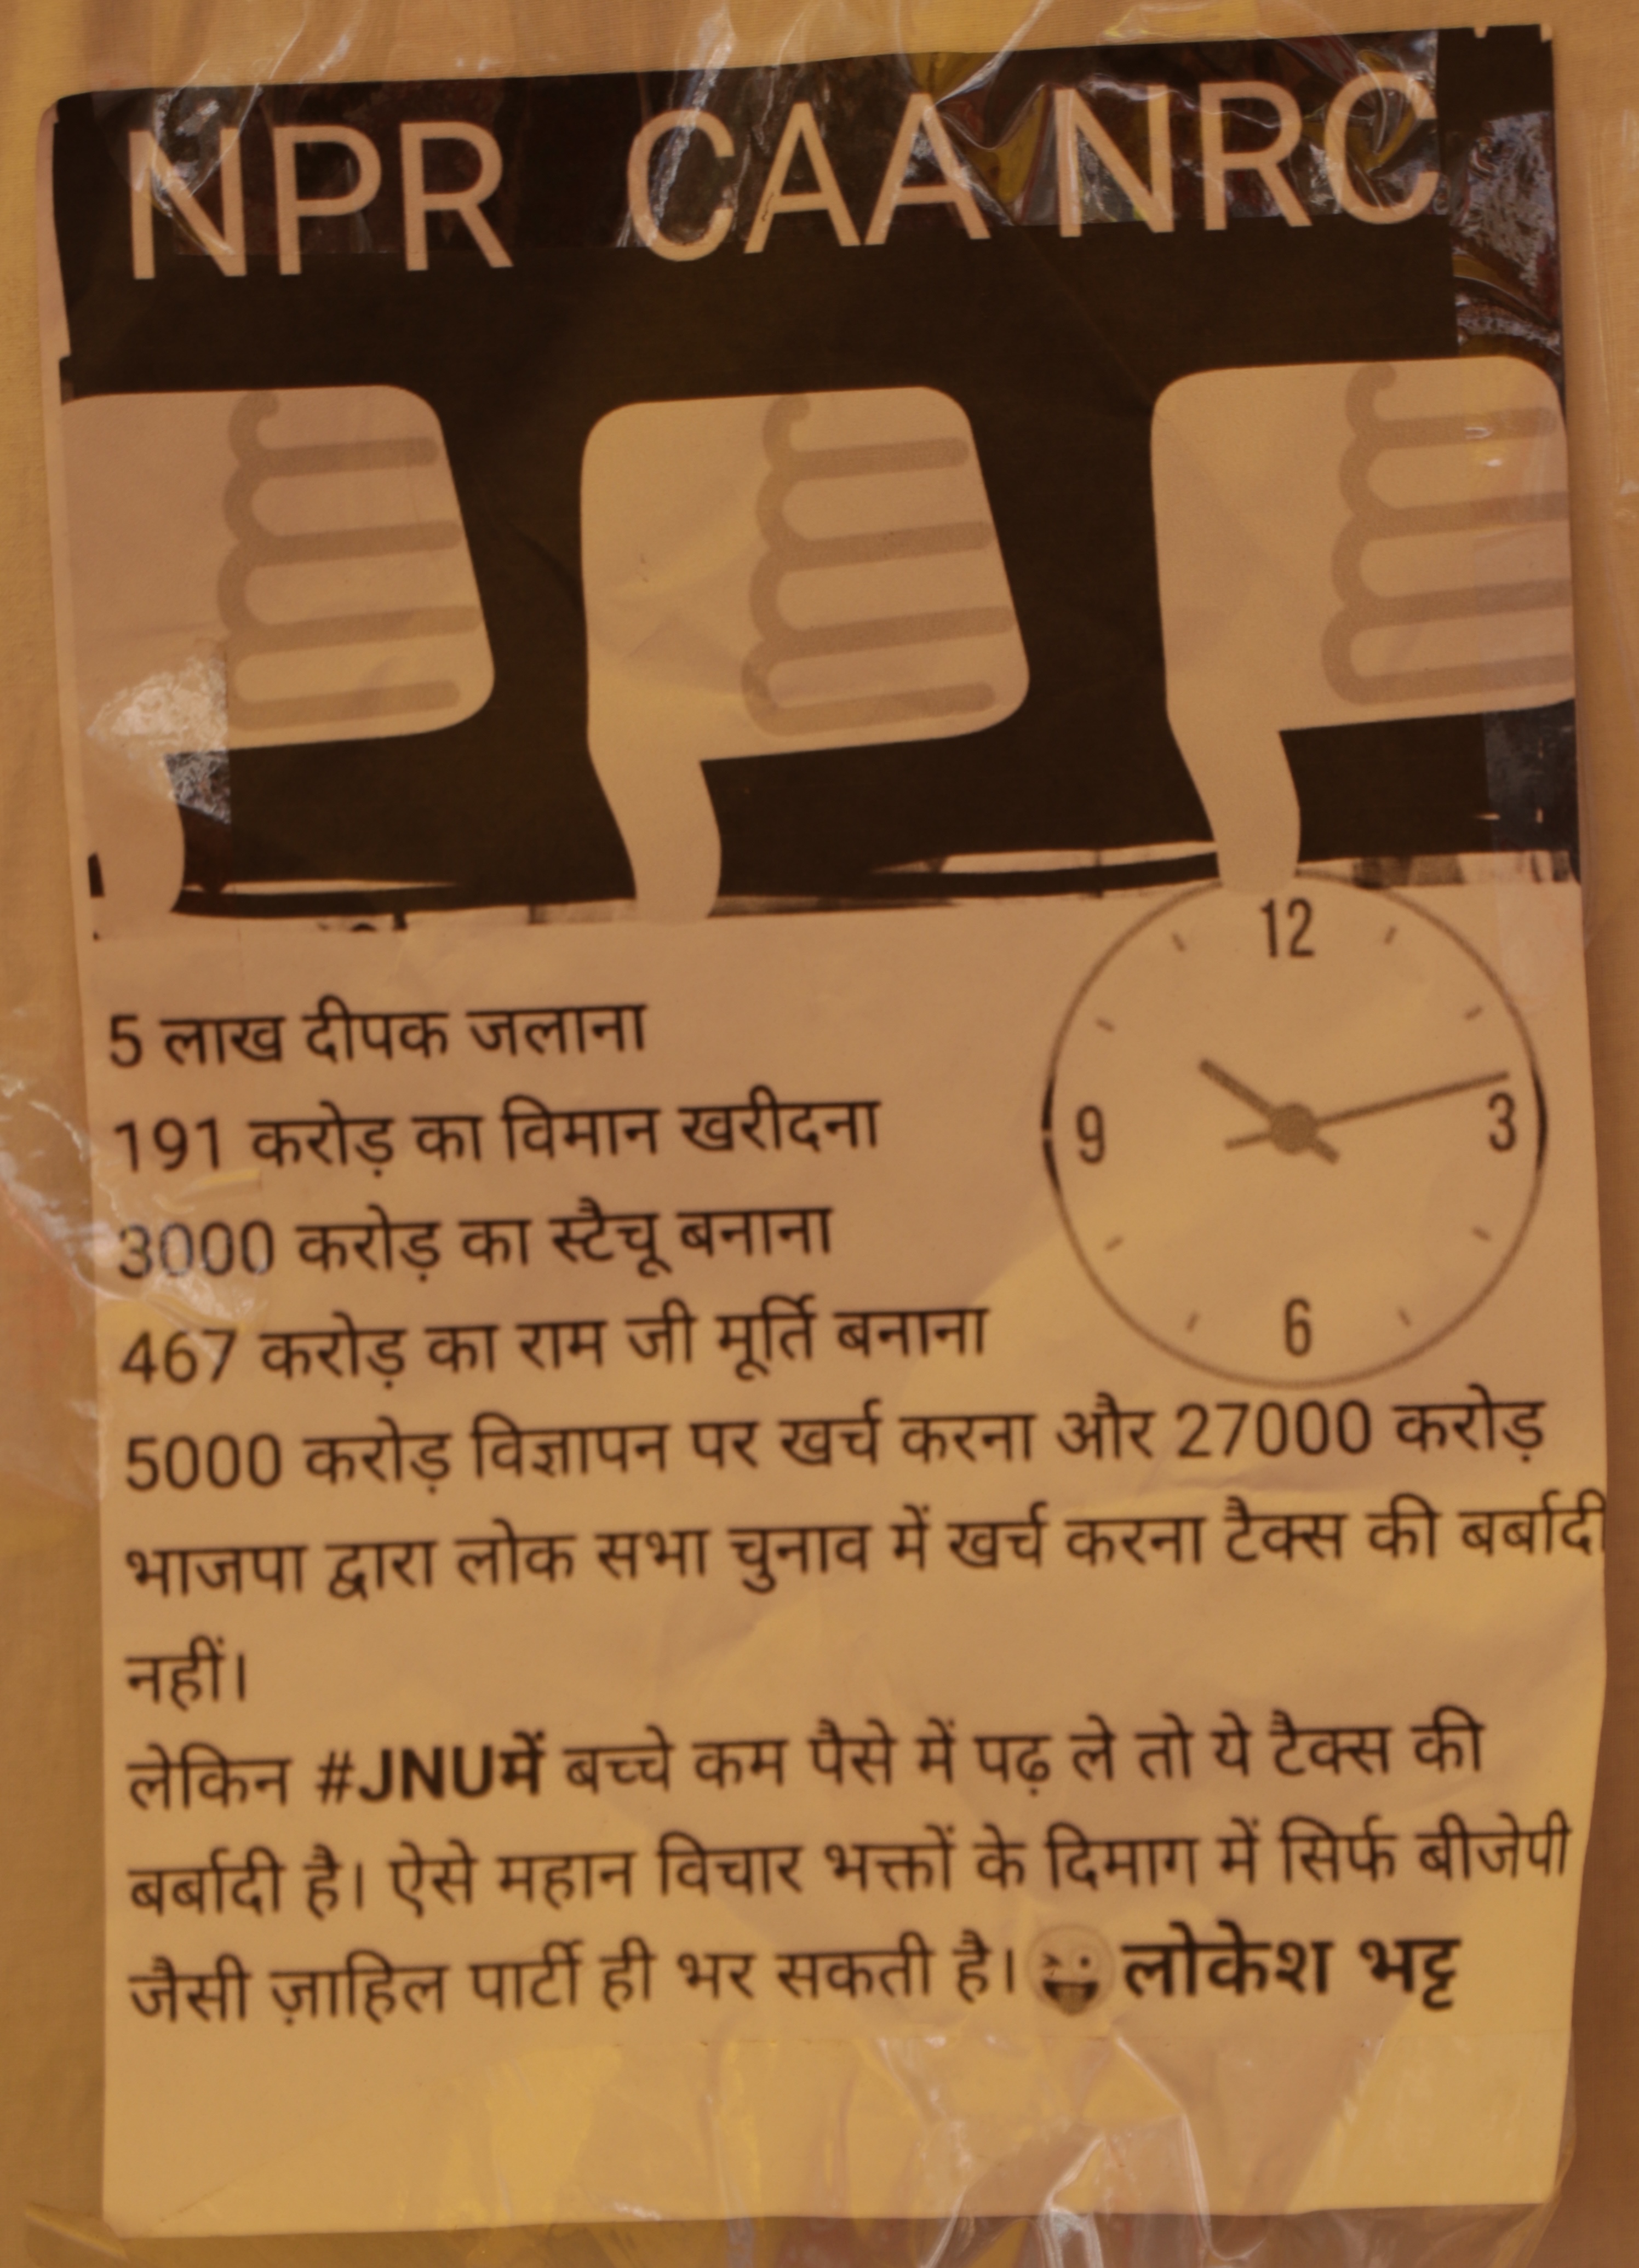 NPR CAA NRC
12
9
3
6
5 लाख दीपक जलाना
191 करोड़ का विमान खरीदना
3000 करोड़ का स्टैचू बनाना
467 करोड़ का राम जी मूर्ति बनाना
5000 करोड़ विज्ञापन पर खर्च करना और 27000 करोड़
भाजपा द्वारा लोक सभा चुनाव में खर्च करना टैक्स की बर्बादी
नहीं।
लेकिन #JNUमें बच्चे कम पैसे में पढ़ ले तो ये टैक्स की
बर्बादी है। ऐसे महान विचार भक्तों के दिमाग में सिर्फ बीजेपी
जैसी ज़ाहिल पार्टी ही भर सकती है। 😜 लोकेश भट्ट